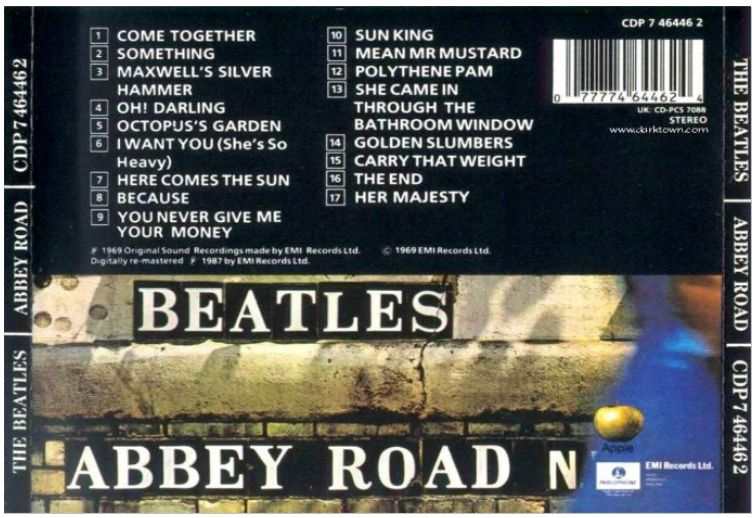 CDP 7 46446 2
1 COME TOGETHER
2 SOMETHING
3 MAXWELL'S SILVER
HAMMER
4 OH! DARLING
5 OCTOPUS'S GARDEN
6 I WANT YOU (She's So
Heavy)
7 HERE COMES THE SUN
8 BECAUSE
9 YOU NEVER GIVE ME
YOUR MONEY
10 SUN KING
11 MEAN MR MUSTARD
12 POLYTHENE PAM
13 SHE CAME IN
THROUGH THE
BATHROOM WINDOW
14 GOLDEN SLUMBERS
15 CARRY THAT WEIGHT
16 THE END
17 HER MAJESTY
0 77774 64462 4
UK: CD-PCS 7088
STEREO
www.darktown.com
℗ 1969 Original Sound Recordings made by EMI Records Ltd. © 1969 EMI Records Ltd.
Digitally re-mastered ℗ 1987 by EMI Records Ltd.
BEATLES
ABBEY ROAD N
Apple
PARLOPHONE
EMI Records Ltd.
THE BEATLES ABBEY ROAD CDP 7 46446 2
THE BEATLES ABBEY ROAD CDP 7 46446 2